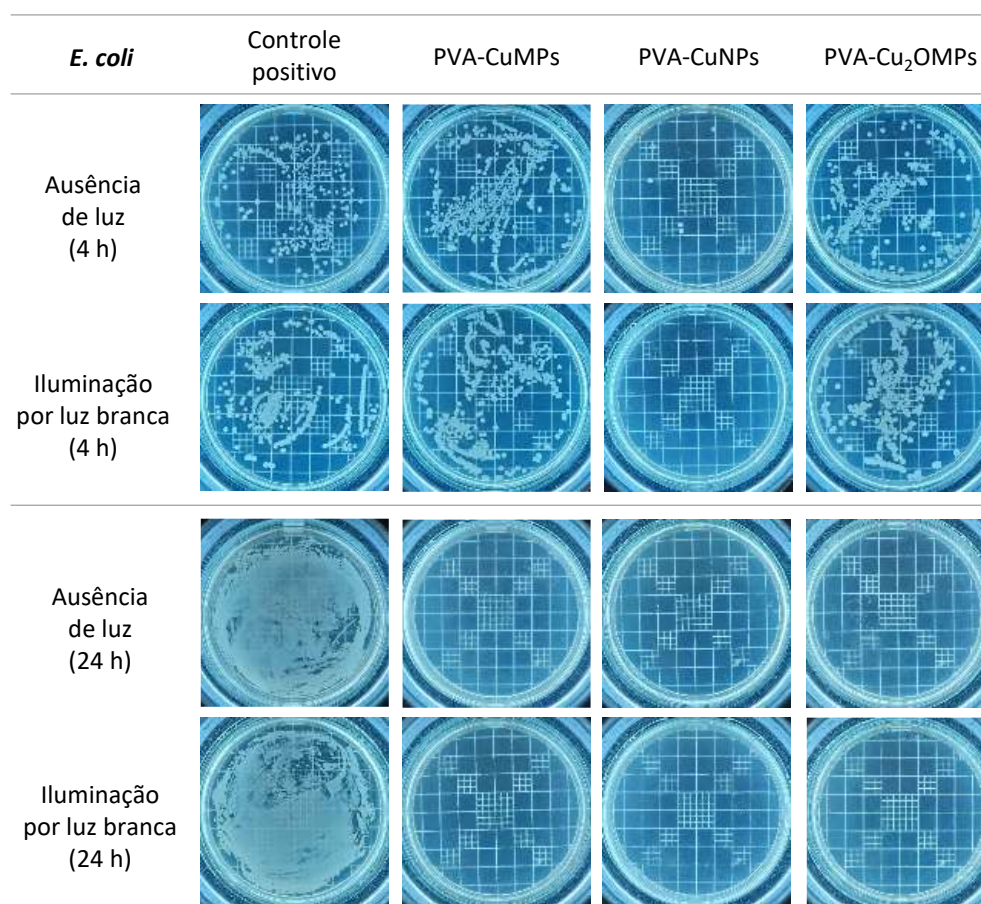 E. coli
Controle
positivo
PVA-CuMPs
PVA-CuNPs
PVA-Cu₂OMPs
Ausência
de luz
(4 h)
Iluminação
por luz branca
(4 h)
Ausência
de luz
(24 h)
Iluminação
por luz branca
(24 h)